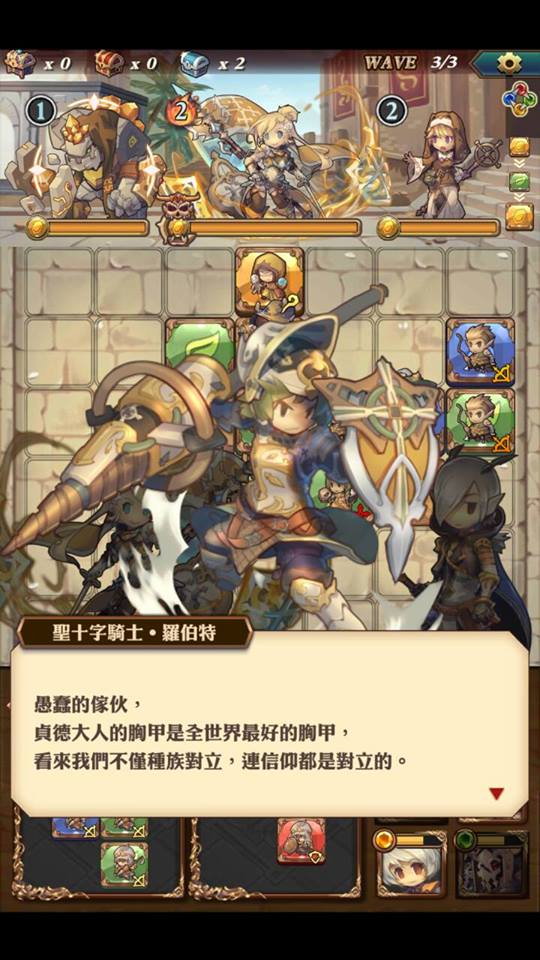 x 0 x 0 x 2 WAVE 3/3
1 2 2
聖十字騎士•羅伯特
愚蠢的傢伙，
貞德大人的胸甲是全世界最好的胸甲，
看來我們不僅種族對立，連信仰都是對立的。